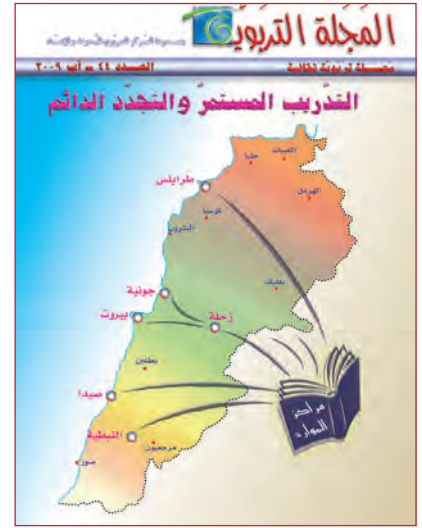 المجلة التربوية
مجلة تربوية ثقافية
العدد ٤٤ - آب ٢٠٠٩
التدريب المستمرّ والتجدّد الدائم
القبيات
حلبا
طرابلس
الهرمل
كوسبا
البترون
بعلبك
جونية
بيروت
زحلة
بعقلين
صيدا
النبطية
مرجعيون
صور
مراكز
الموارد